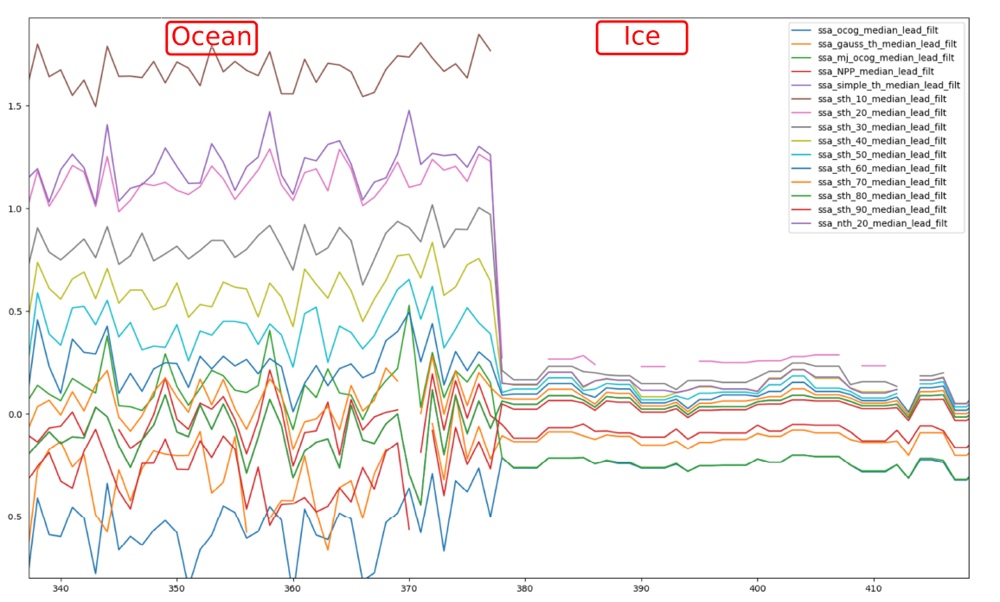 Ocean
Ice
ssa_ocog_median_lead_filt
ssa_gauss_th_median_lead_filt
ssa_mj_ocog_median_lead_filt
ssa_NPP_median_lead_filt
ssa_simple_th_median_lead_filt
ssa_sth_10_median_lead_filt
ssa_sth_20_median_lead_filt
ssa_sth_30_median_lead_filt
ssa_sth_40_median_lead_filt
ssa_sth_50_median_lead_filt
ssa_sth_60_median_lead_filt
ssa_sth_70_median_lead_filt
ssa_sth_80_median_lead_filt
ssa_sth_90_median_lead_filt
ssa_nth_20_median_lead_filt
1.5
1.0
0.5
0.0
0.5
340 350 360 370 380 390 400 410